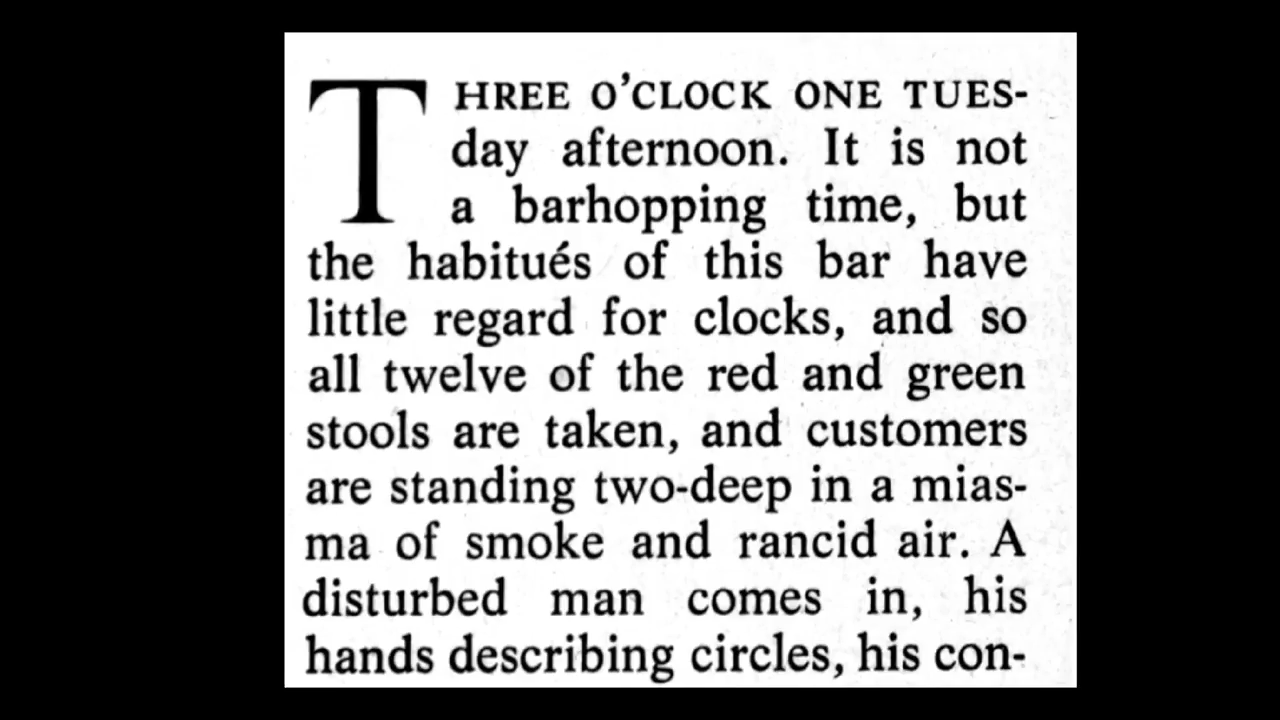 THREE O'CLOCK ONE TUES-
day afternoon. It is not
a barhopping time, but
the habitués of this bar have
little regard for clocks, and so
all twelve of the red and green
stools are taken, and customers
are standing two-deep in a mias-
ma of smoke and rancid air. A
disturbed man comes in, his
hands describing circles, his con-